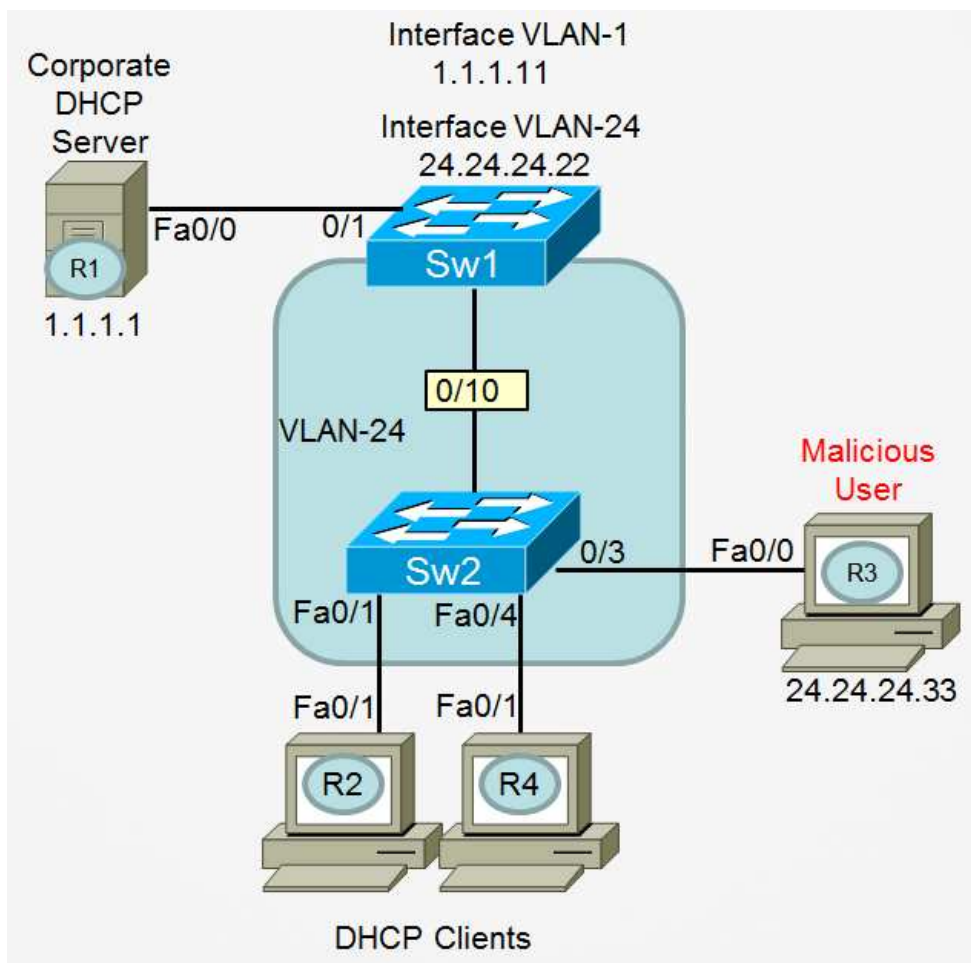 Interface VLAN-1
1.1.1.11
Corporate
DHCP
Server
Interface VLAN-24
24.24.24.22
Fa0/0
0/1
Sw1
R1
1.1.1.1
0/10
VLAN-24
Malicious
User
Sw2
0/3
Fa0/0
R3
Fa0/1
Fa0/4
24.24.24.33
Fa0/1
Fa0/1
R2
R4
DHCP Clients